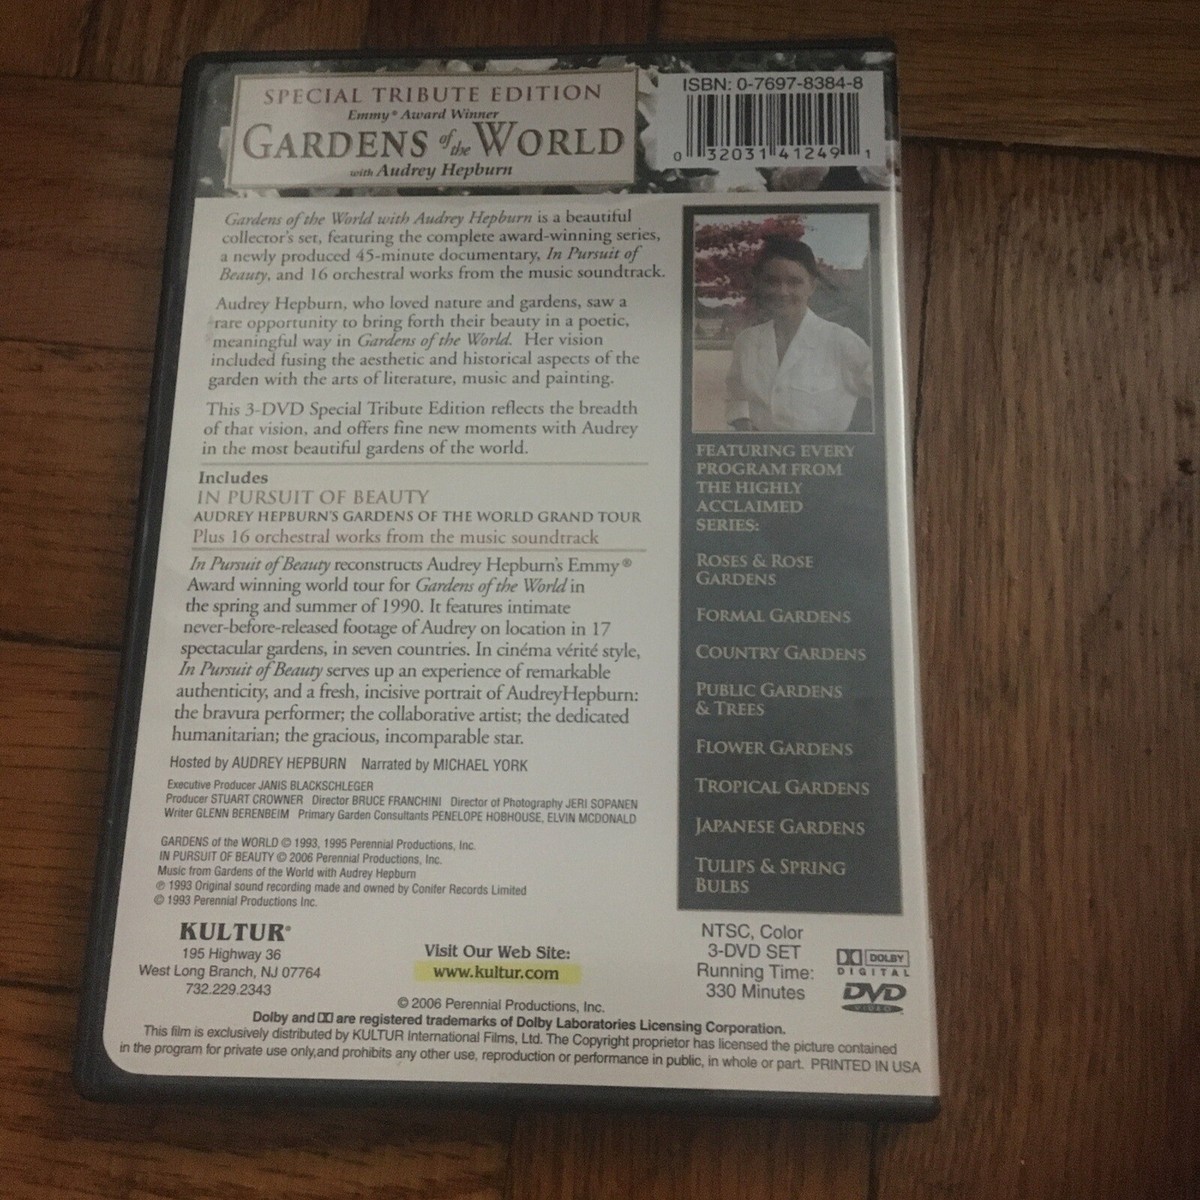 SPECIAL TRIBUTE EDITION
Emmy® Award Winner
GARDENS of the WORLD
with Audrey Hepburn
ISBN: 0-7697-8384-8
0 32031 41249 1
Gardens of the World with Audrey Hepburn is a beautiful
collector's set, featuring the complete award-winning series,
a newly produced 45-minute documentary, In Pursuit of
Beauty, and 16 orchestral works from the music soundtrack.
Audrey Hepburn, who loved nature and gardens, saw a
rare opportunity to bring forth their beauty in a poetic,
meaningful way in Gardens of the World. Her vision
included fusing the aesthetic and historical aspects of the
garden with the arts of literature, music and painting.
This 3-DVD Special Tribute Edition reflects the breadth
of that vision, and offers fine new moments with Audrey
in the most beautiful gardens of the world.
Includes
IN PURSUIT OF BEAUTY
AUDREY HEPBURN'S GARDENS OF THE WORLD GRAND TOUR
Plus 16 orchestral works from the music soundtrack
In Pursuit of Beauty reconstructs Audrey Hepburn's Emmy®
Award winning world tour for Gardens of the World in
the spring and summer of 1990. It features intimate
never-before-released footage of Audrey on location in 17
spectacular gardens, in seven countries. In cinéma vérité style,
In Pursuit of Beauty serves up an experience of remarkable
authenticity, and a fresh, incisive portrait of AudreyHepburn:
the bravura performer; the collaborative artist; the dedicated
humanitarian; the gracious, incomparable star.
Hosted by AUDREY HEPBURN Narrated by MICHAEL YORK
Executive Producer JANIS BLACKSCHLEGER
Producer STUART CROWNER Director BRUCE FRANCHINI Director of Photography JERI SOPANEN
Writer GLENN BERENBEIM Primary Garden Consultants PENELOPE HOBHOUSE, ELVIN MCDONALD
GARDENS of the WORLD © 1993, 1995 Perennial Productions, Inc.
IN PURSUIT OF BEAUTY © 2006 Perennial Productions, Inc.
Music from Gardens of the World with Audrey Hepburn
℗ 1993 Original sound recording made and owned by Conifer Records Limited
© 1993 Perennial Productions Inc.
FEATURING EVERY
PROGRAM FROM
THE HIGHLY
ACCLAIMED
SERIES:
ROSES & ROSE
GARDENS
FORMAL GARDENS
COUNTRY GARDENS
PUBLIC GARDENS
& TREES
FLOWER GARDENS
TROPICAL GARDENS
JAPANESE GARDENS
TULIPS & SPRING
BULBS
KULTUR®
195 Highway 36
West Long Branch, NJ 07764
732.229.2343
Visit Our Web Site:
www.kultur.com
NTSC, Color
3-DVD SET
Running Time:
330 Minutes
DOLBY
DIGITAL
DVD
VIDEO
© 2006 Perennial Productions, Inc.
Dolby and are registered trademarks of Dolby Laboratories Licensing Corporation.
This film is exclusively distributed by KULTUR International Films, Ltd. The Copyright proprietor has licensed the picture contained
in the program for private use only,and prohibits any other use, reproduction or performance in public, in whole or part. PRINTED IN USA